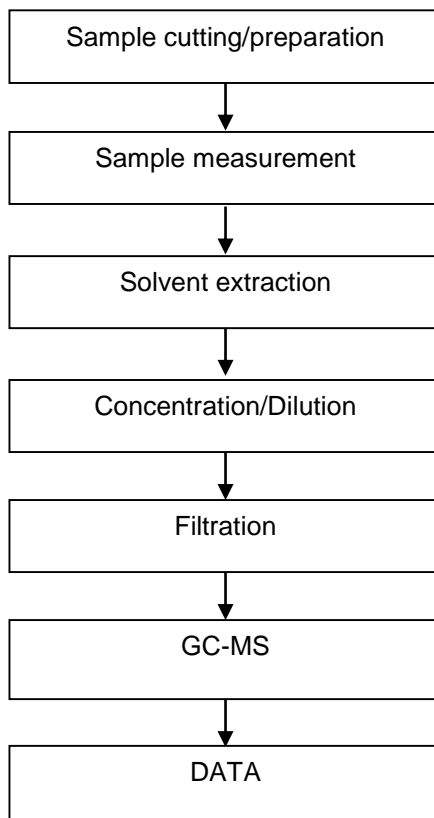 Sample cutting/preparation
Sample measurement
Solvent extraction
Concentration/Dilution
Filtration
GC-MS
DATA